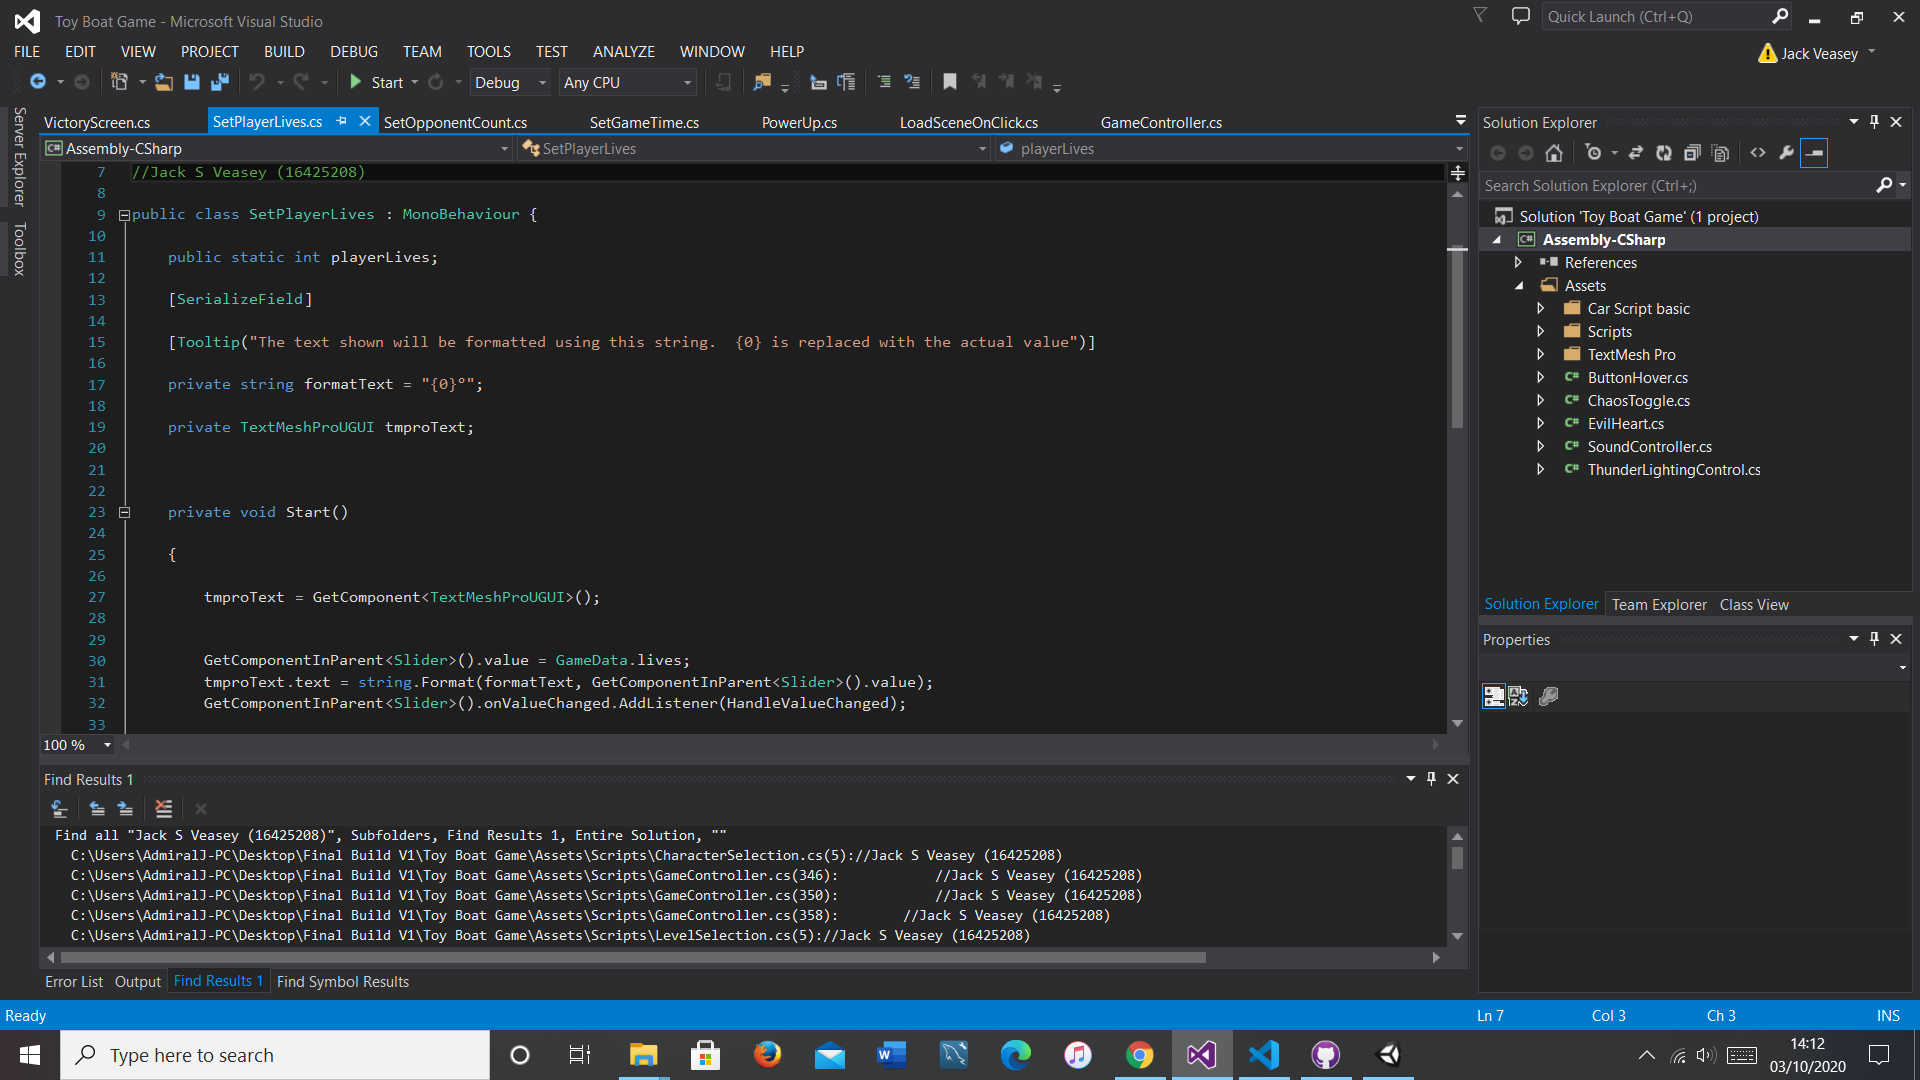 Toy Boat Game - Microsoft Visual Studio
Quick Launch (Ctrl+Q)
FILE EDIT VIEW PROJECT BUILD DEBUG TEAM TOOLS TEST ANALYZE WINDOW HELP
Jack Veasey
Start Debug Any CPU
Server Explorer
Toolbox
VictoryScreen.cs SetPlayerLives.cs SetOpponentCount.cs SetGameTime.cs PowerUp.cs LoadSceneOnClick.cs GameController.cs
Assembly-CSharp SetPlayerLives playerLives
7 //Jack S Veasey (16425208)
8
9 public class SetPlayerLives : MonoBehaviour {
10
11 public static int playerLives;
12
13 [SerializeField]
14
15 [Tooltip("The text shown will be formatted using this string.  {0} is replaced with the actual value")]
16
17 private string formatText = "{0}°";
18
19 private TextMeshProUGUI tmproText;
20
21
22
23 private void Start()
24
25 {
26
27 tmproText = GetComponent<TextMeshProUGUI>();
28
29
30 GetComponentInParent<Slider>().value = GameData.lives;
31 tmproText.text = string.Format(formatText, GetComponentInParent<Slider>().value);
32 GetComponentInParent<Slider>().onValueChanged.AddListener(HandleValueChanged);
33
100 %
Find Results 1
Find all "Jack S Veasey (16425208)", Subfolders, Find Results 1, Entire Solution, ""
C:\Users\AdmiralJ-PC\Desktop\Final Build V1\Toy Boat Game\Assets\Scripts\CharacterSelection.cs(5)://Jack S Veasey (16425208)
C:\Users\AdmiralJ-PC\Desktop\Final Build V1\Toy Boat Game\Assets\Scripts\GameController.cs(346): //Jack S Veasey (16425208)
C:\Users\AdmiralJ-PC\Desktop\Final Build V1\Toy Boat Game\Assets\Scripts\GameController.cs(350): //Jack S Veasey (16425208)
C:\Users\AdmiralJ-PC\Desktop\Final Build V1\Toy Boat Game\Assets\Scripts\GameController.cs(358): //Jack S Veasey (16425208)
C:\Users\AdmiralJ-PC\Desktop\Final Build V1\Toy Boat Game\Assets\Scripts\LevelSelection.cs(5)://Jack S Veasey (16425208)
Error List Output Find Results 1 Find Symbol Results
Solution Explorer
Search Solution Explorer (Ctrl+;)
Solution 'Toy Boat Game' (1 project)
C# Assembly-CSharp
References
Assets
Car Script basic
Scripts
TextMesh Pro
C# ButtonHover.cs
C# ChaosToggle.cs
C# EvilHeart.cs
C# SoundController.cs
C# ThunderLightingControl.cs
Solution Explorer Team Explorer Class View
Properties
Ready Ln 7 Col 3 Ch 3 INS
Type here to search
14:12
03/10/2020